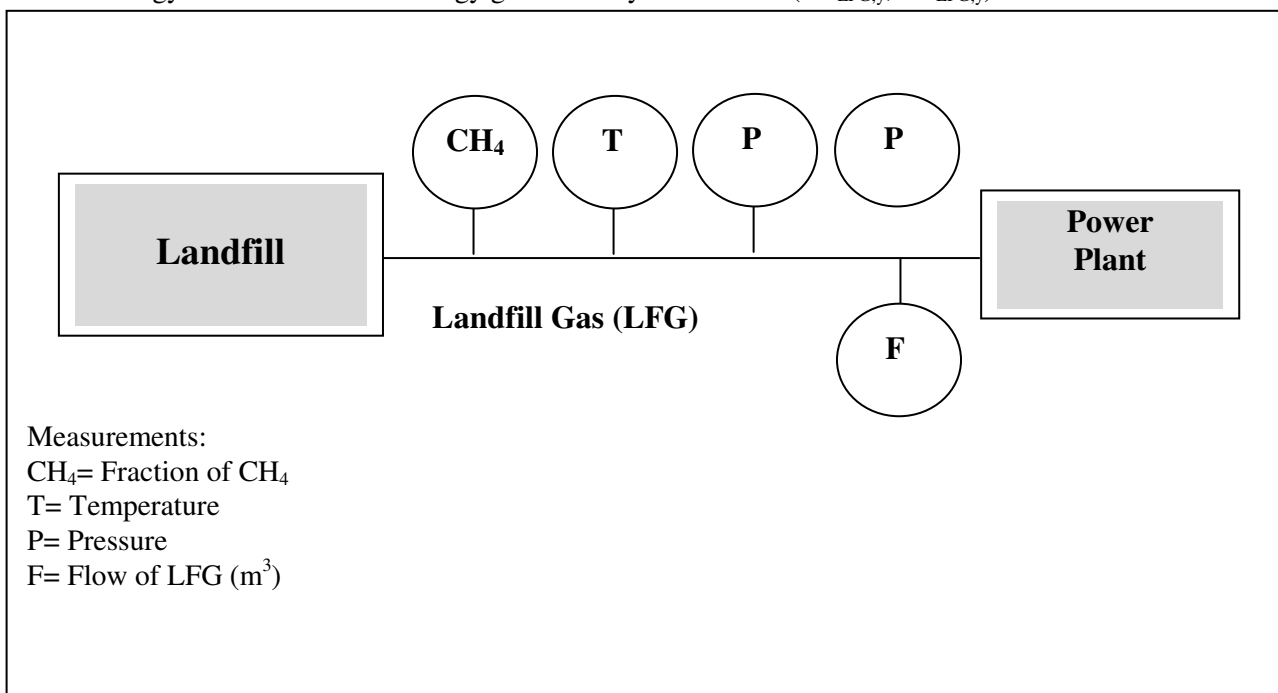 CH₄ T P P
Landfill
Power
Plant
Landfill Gas (LFG)
F
Measurements:
CH₄= Fraction of CH₄
T= Temperature
P= Pressure
F= Flow of LFG (m³)